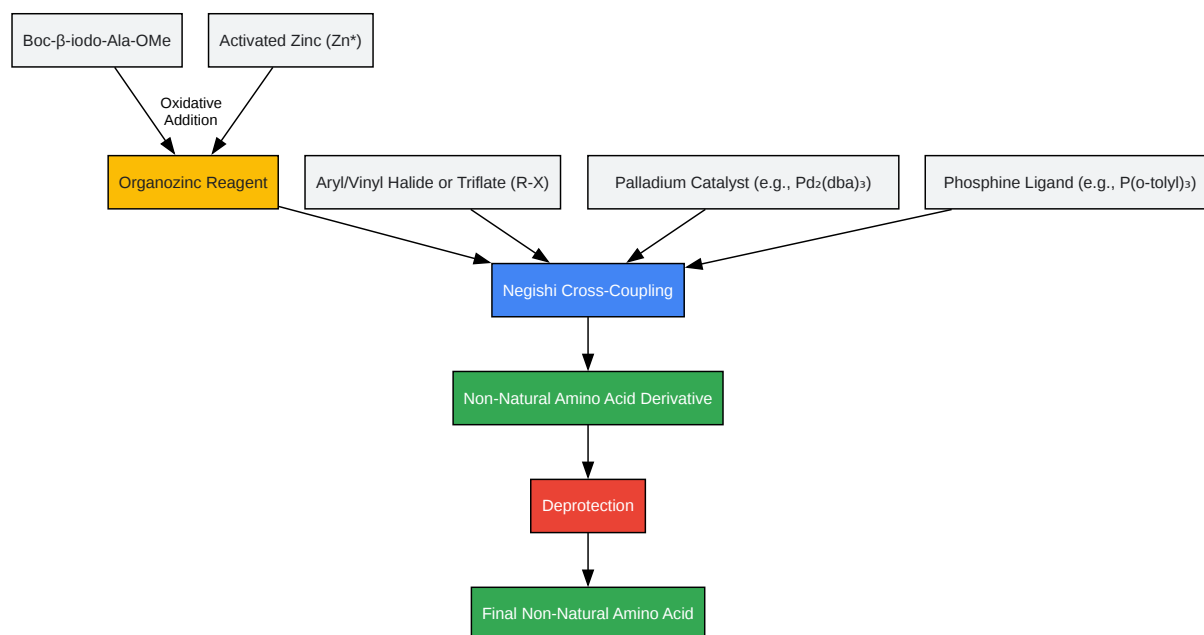 Boc-β-iodo-Ala-OMe
Activated Zinc (Zn*)
Oxidative
Addition
Organozinc Reagent
Aryl/Vinyl Halide or Triflate (R-X)
Palladium Catalyst (e.g., Pd₂(dba)₃)
Phosphine Ligand (e.g., P(o-tolyl)₃)
Negishi Cross-Coupling
Non-Natural Amino Acid Derivative
Deprotection
Final Non-Natural Amino Acid